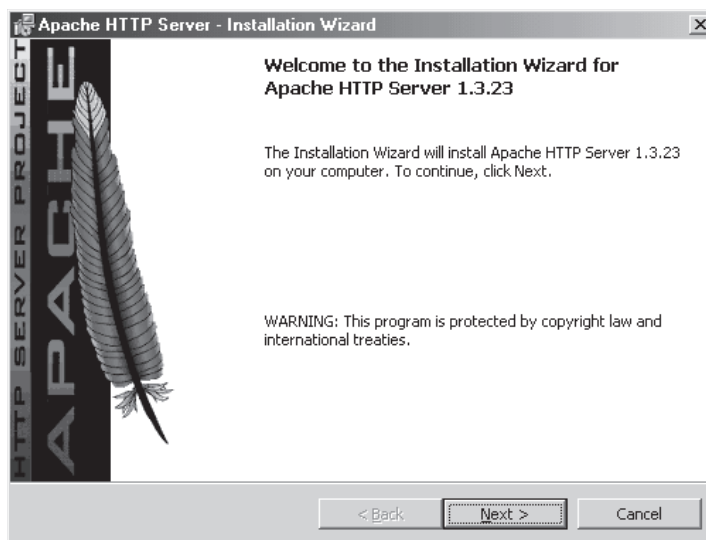 Apache HTTP Server - Installation Wizard
HTTP SERVER PROJECT
APACHE
Welcome to the Installation Wizard for
Apache HTTP Server 1.3.23
The Installation Wizard will install Apache HTTP Server 1.3.23
on your computer. To continue, click Next.
WARNING: This program is protected by copyright law and
international treaties.
< Back
Next >
Cancel